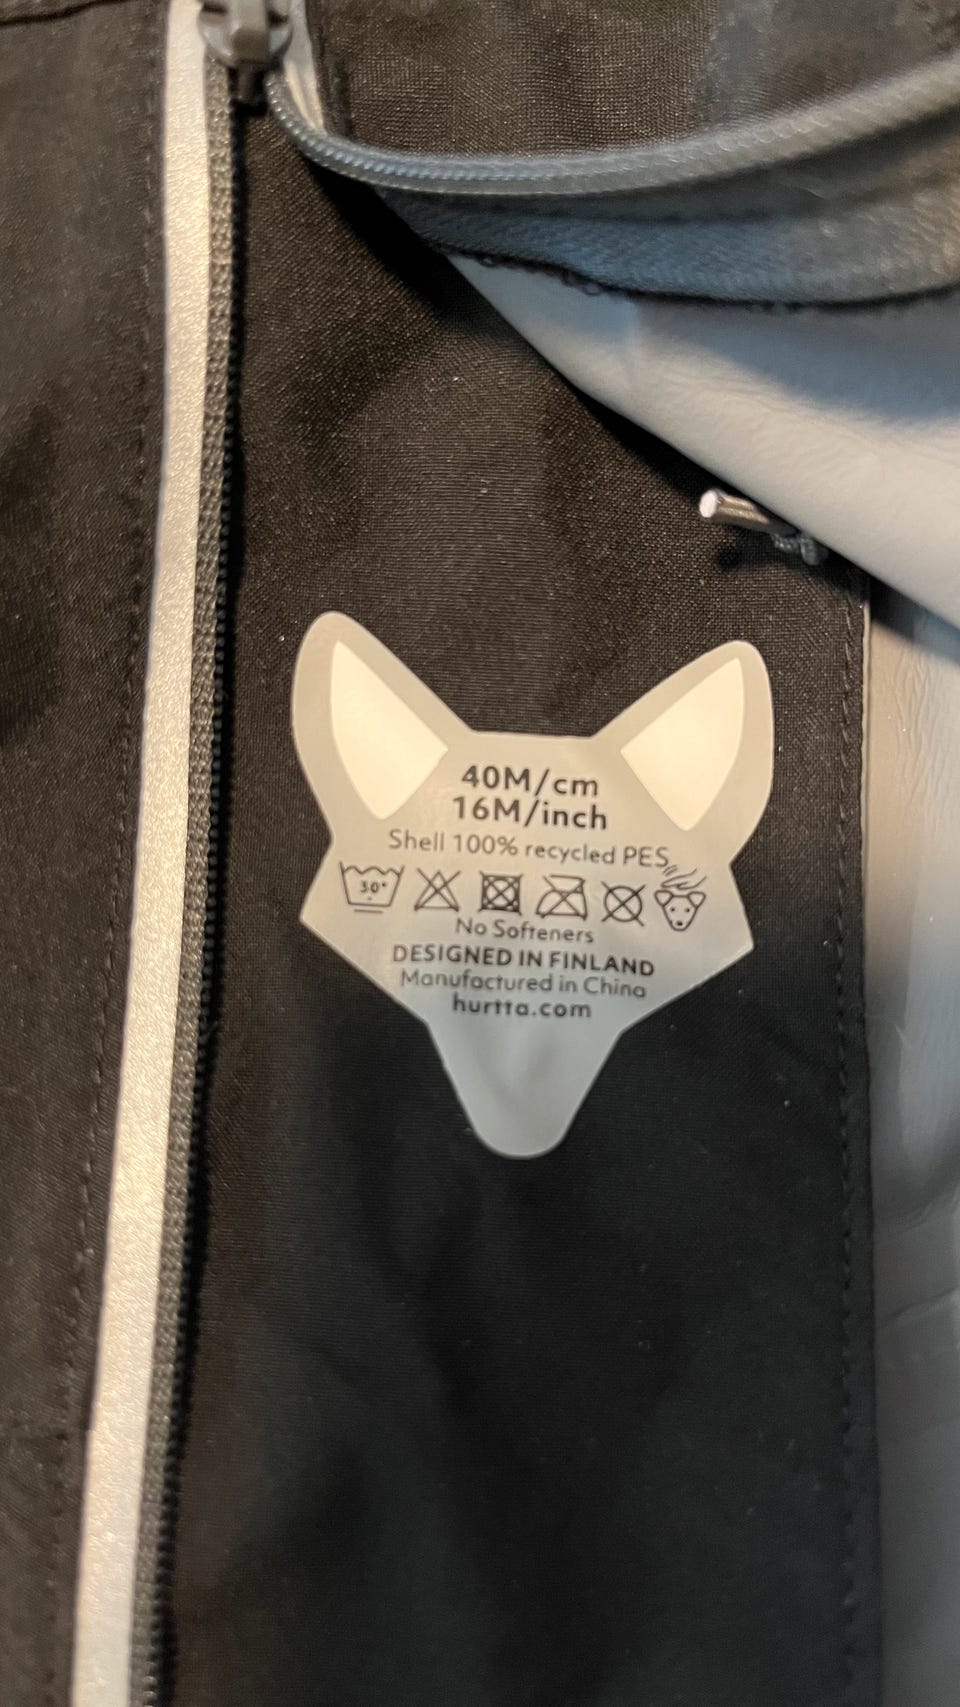 40M/cm
16M/inch
Shell 100% recycled PES
30°
No Softeners
DESIGNED IN FINLAND
Manufactured in China
hurtta.com